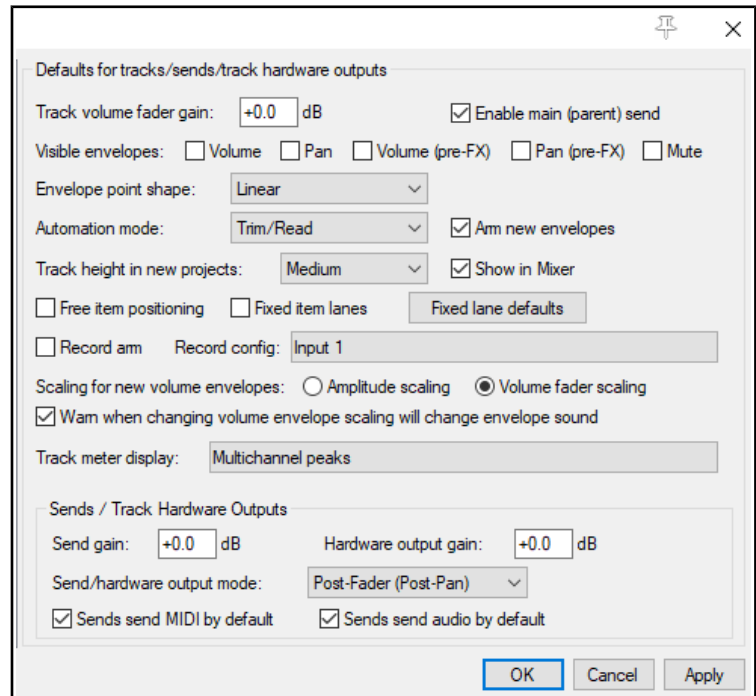 Defaults for tracks/sends/track hardware outputs
Track volume fader gain: +0.0 dB Enable main (parent) send
Visible envelopes: Volume Pan Volume (pre-FX) Pan (pre-FX) Mute
Envelope point shape: Linear
Automation mode: Trim/Read Arm new envelopes
Track height in new projects: Medium Show in Mixer
Free item positioning Fixed item lanes Fixed lane defaults
Record arm Record config: Input 1
Scaling for new volume envelopes: Amplitude scaling Volume fader scaling
Warn when changing volume envelope scaling will change envelope sound
Track meter display: Multichannel peaks
Sends / Track Hardware Outputs
Send gain: +0.0 dB Hardware output gain: +0.0 dB
Send/hardware output mode: Post-Fader (Post-Pan)
Sends send MIDI by default Sends send audio by default
OK Cancel Apply